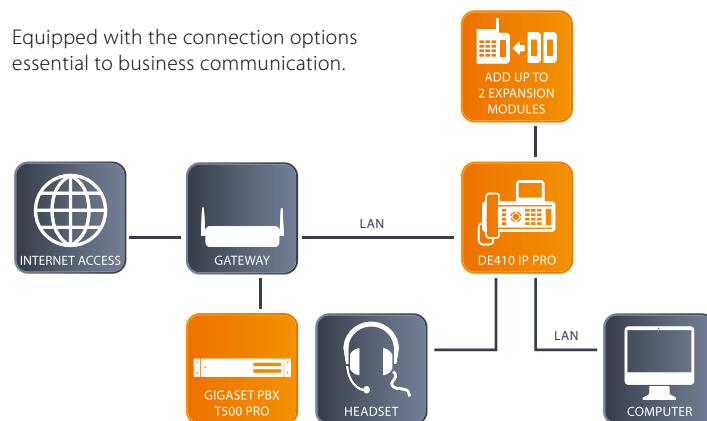 Equipped with the connection options
essential to business communication.
ADD UP TO
2 EXPANSION
MODULES
INTERNET ACCESS
GATEWAY
LAN
DE410 IP PRO
GIGASET PBX
T500 PRO
HEADSET
LAN
COMPUTER